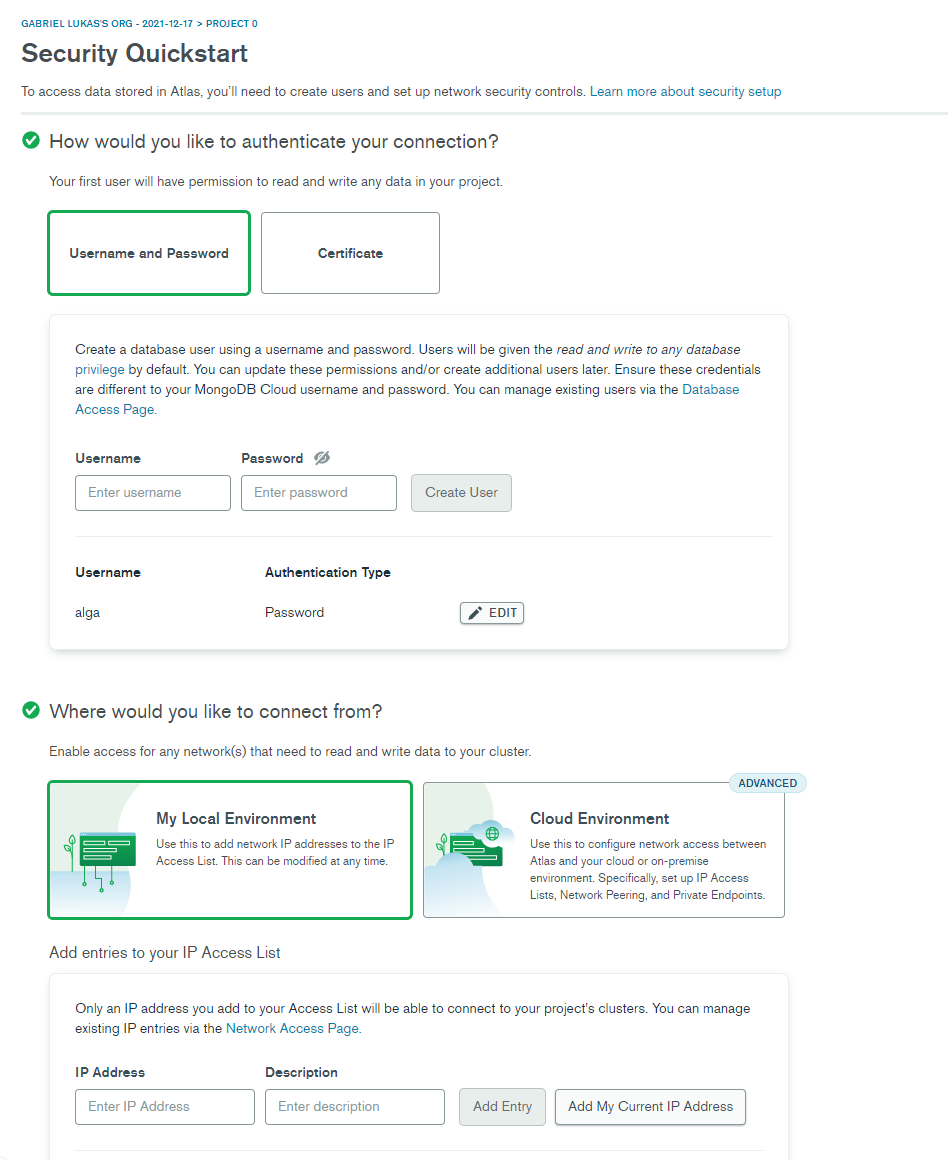 GABRIEL LUKAS'S ORG - 2021-12-17 > PROJECT 0
Security Quickstart
To access data stored in Atlas, you'll need to create users and set up network security controls. Learn more about security setup
How would you like to authenticate your connection?
Your first user will have permission to read and write any data in your project.
Username and Password
Certificate
Create a database user using a username and password. Users will be given the read and write to any database
privilege by default. You can update these permissions and/or create additional users later. Ensure these credentials
are different to your MongoDB Cloud username and password. You can manage existing users via the Database
Access Page.
Username
Password
Enter username
Enter password
Create User
Username
Authentication Type
alga
Password
EDIT
Where would you like to connect from?
Enable access for any network(s) that need to read and write data to your cluster.
ADVANCED
My Local Environment
Use this to add network IP addresses to the IP
Access List. This can be modified at any time.
Cloud Environment
Use this to configure network access between
Atlas and your cloud or on-premise
environment. Specifically, set up IP Access
Lists, Network Peering, and Private Endpoints.
Add entries to your IP Access List
Only an IP address you add to your Access List will be able to connect to your project's clusters. You can manage
existing IP entries via the Network Access Page.
IP Address
Description
Enter IP Address
Enter description
Add Entry
Add My Current IP Address